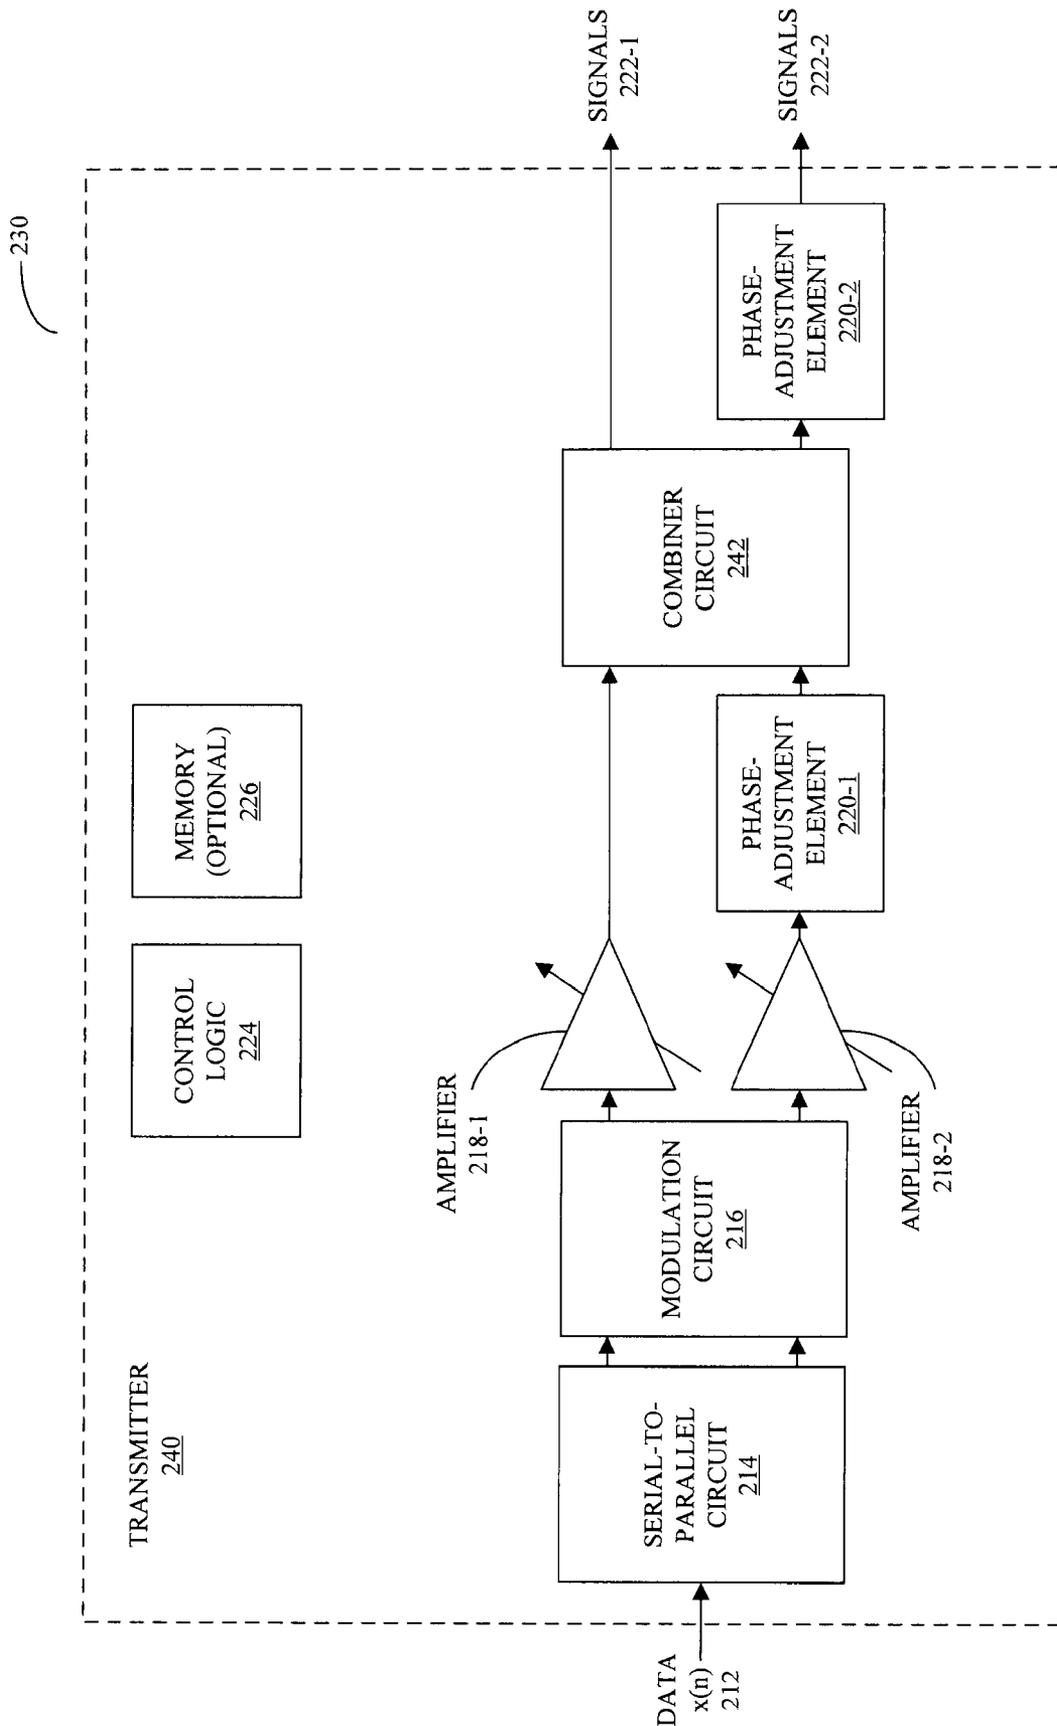 230
TRANSMITTER
240
CONTROL
LOGIC
224
MEMORY
(OPTIONAL)
226
DATA
x(n)
212
SERIAL-TO-
PARALLEL
CIRCUIT
214
MODULATION
CIRCUIT
216
AMPLIFIER
218-1
AMPLIFIER
218-2
PHASE-
ADJUSTMENT
ELEMENT
220-1
COMBINER
CIRCUIT
242
PHASE-
ADJUSTMENT
ELEMENT
220-2
SIGNALS
222-1
SIGNALS
222-2